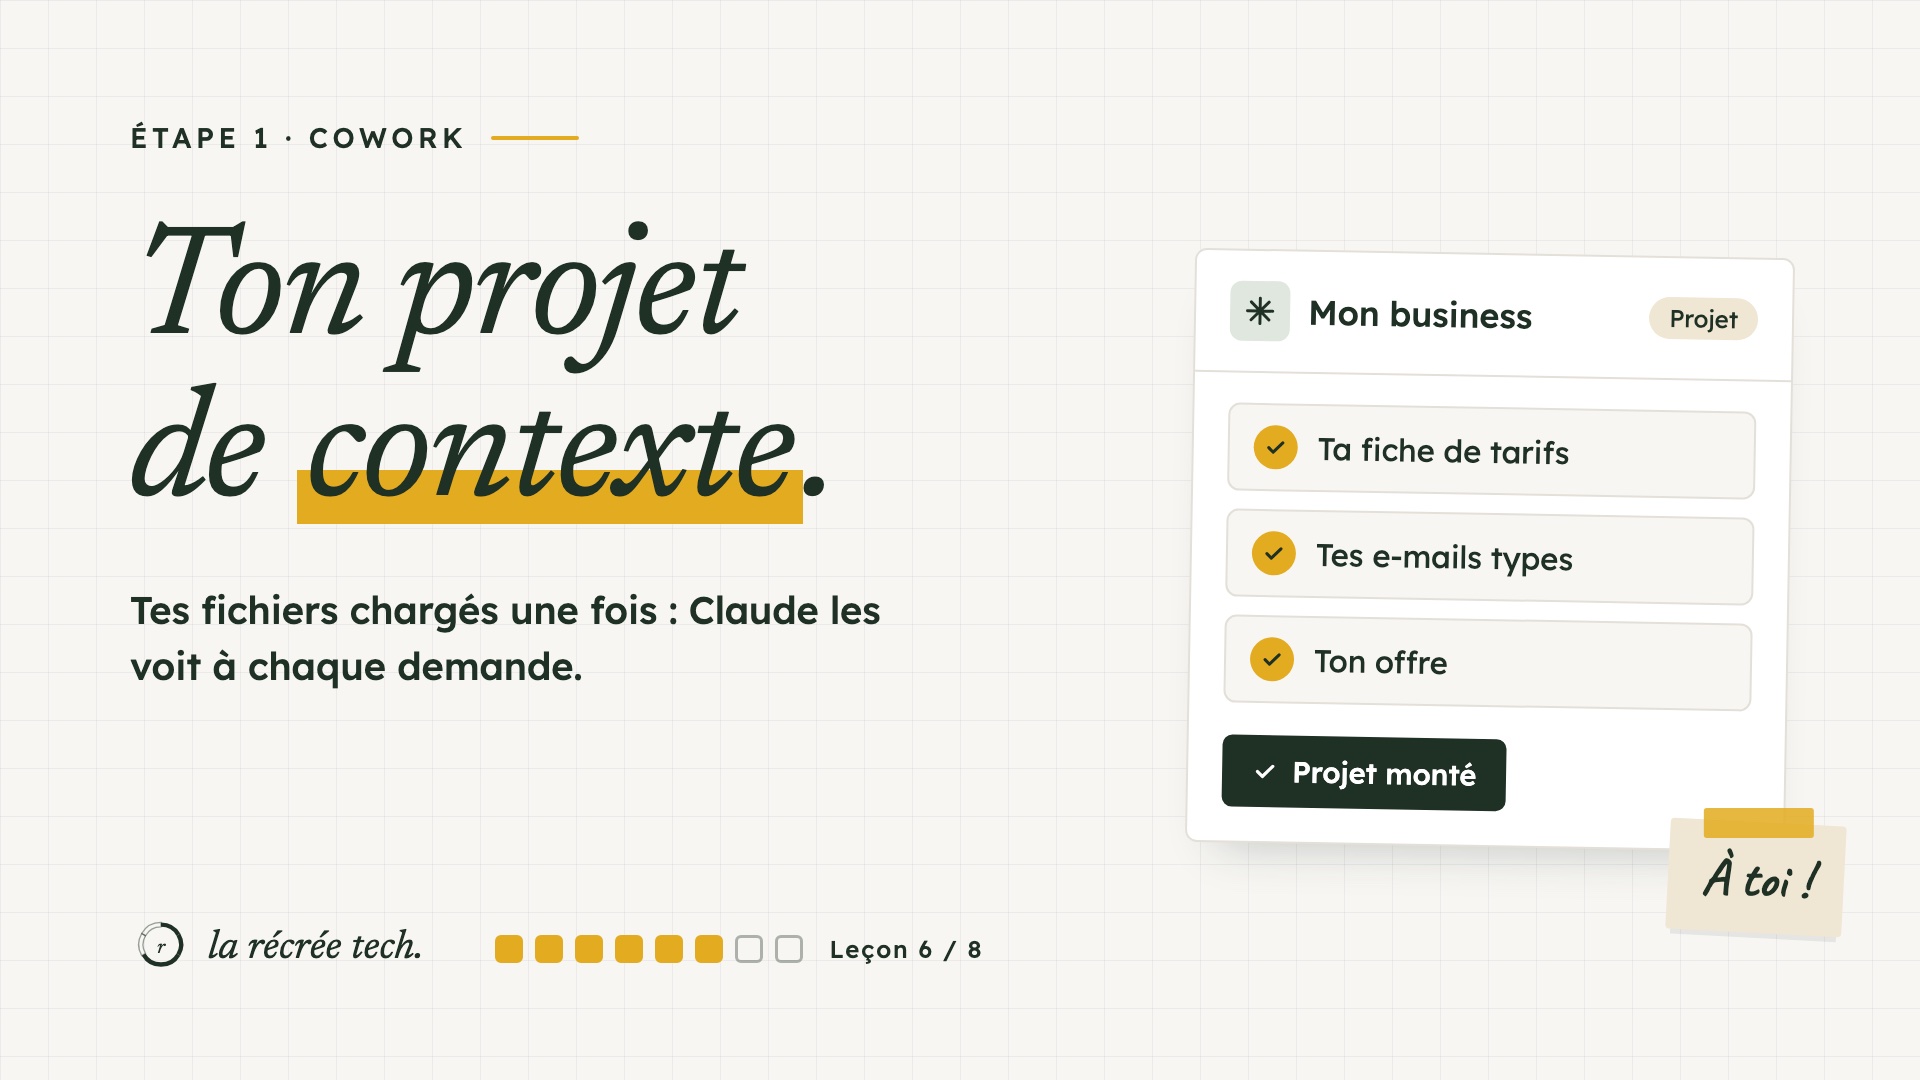 ÉTAPE 1 · COWORK
Ton projet
de contexte.
Tes fichiers chargés une fois : Claude les
voit à chaque demande.
Mon business
Projet
Ta fiche de tarifs
Tes e-mails types
Ton offre
Projet monté
À toi !
r
la récrée tech.
Leçon 6 / 8